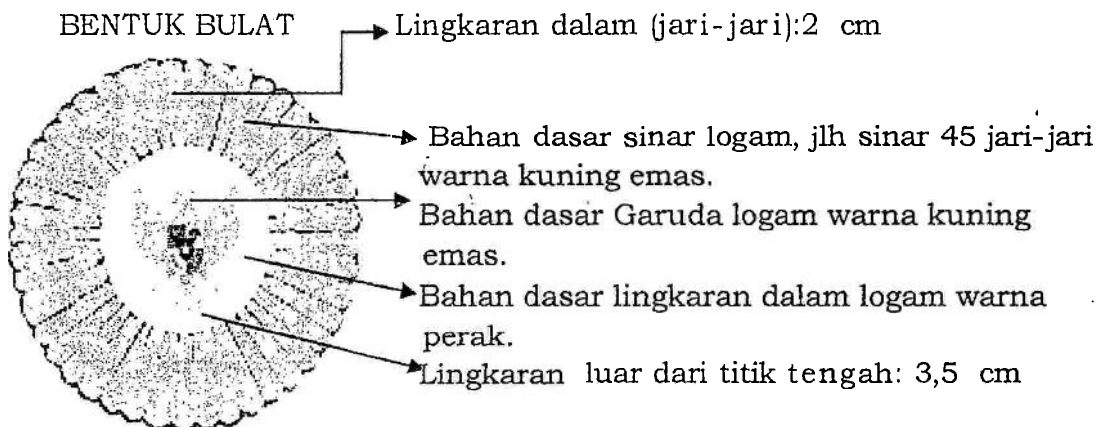 BENTUK BULAT
Lingkaran dalam (jari-jari):2 cm
Bahan dasar sinar logam, jlh sinar 45 jari-jari
warna kuning emas.
Bahan dasar Garuda logam warna kuning
emas.
Bahan dasar lingkaran dalam logam warna
perak.
Lingkaran luar dari titik tengah: 3,5 cm